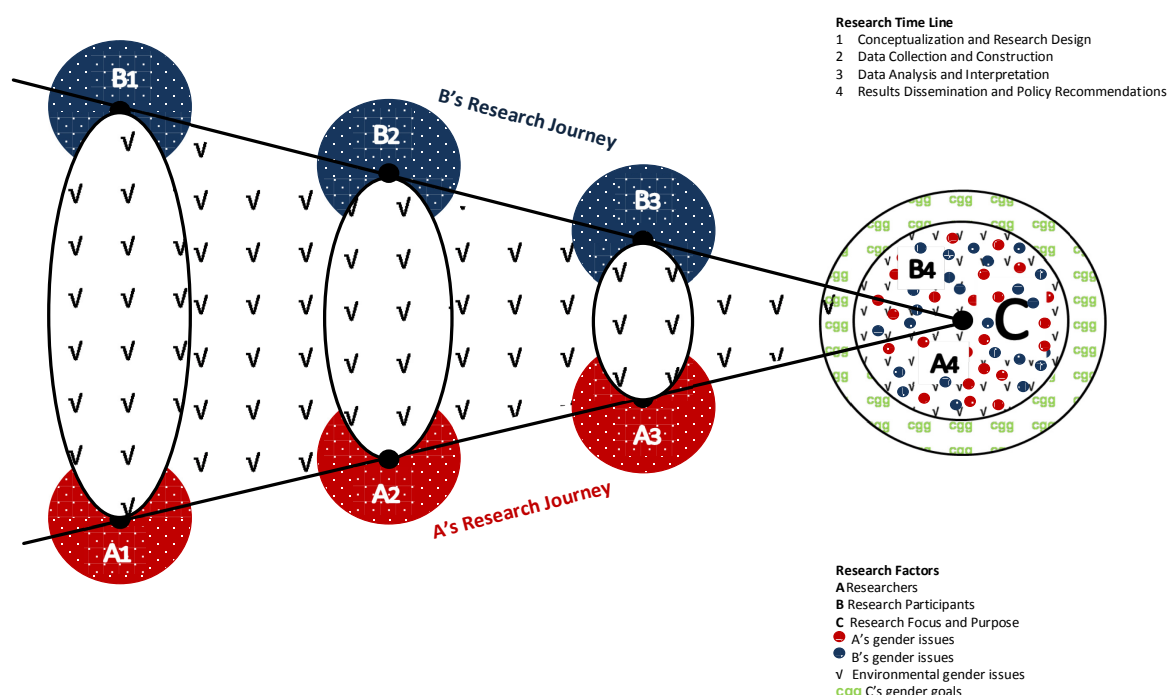 Research Time Line
1 Conceptualization and Research Design
2 Data Collection and Construction
3 Data Analysis and Interpretation
4 Results Dissemination and Policy Recommendations
B1
B's Research Journey
B2
B3
B4
C
A4
A3
A2
A's Research Journey
A1
cgg
Research Factors
A Researchers
B Research Participants
C Research Focus and Purpose
A's gender issues
B's gender issues
√ Environmental gender issues
cgg C's gender goals